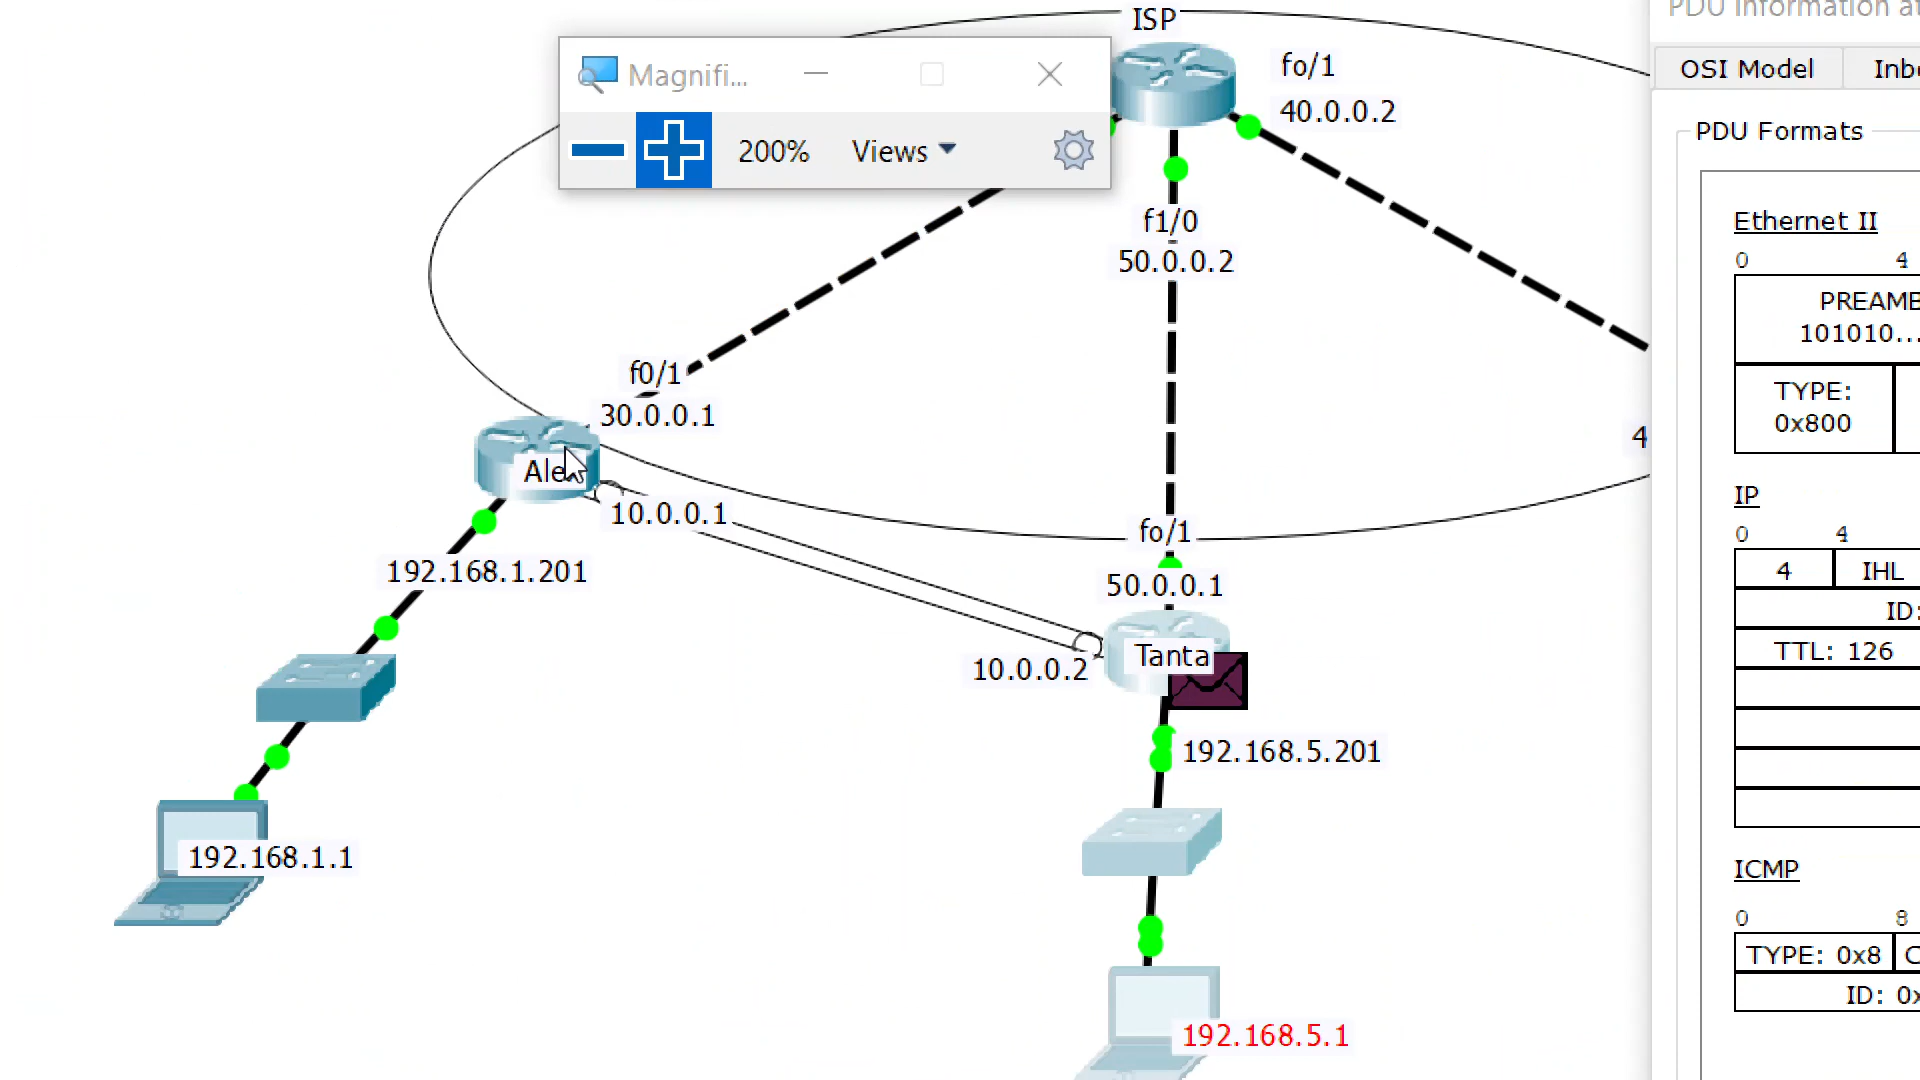 ISP
fo/1
40.0.0.2
Magnifi...
200%
Views
f1/0
50.0.0.2
f0/1
30.0.0.1
10.0.0.1
192.168.1.201
fo/1
50.0.0.1
Tanta
10.0.0.2
192.168.5.201
192.168.1.1
192.168.5.1
4
PDU Information at
OSI Model
Inb
PDU Formats
Ethernet II
0 4
PREAMB
101010...
TYPE:
0x800
IP
0 4
4 IHL
ID:
TTL: 126
ICMP
0 8
TYPE: 0x8 C
ID: 0x